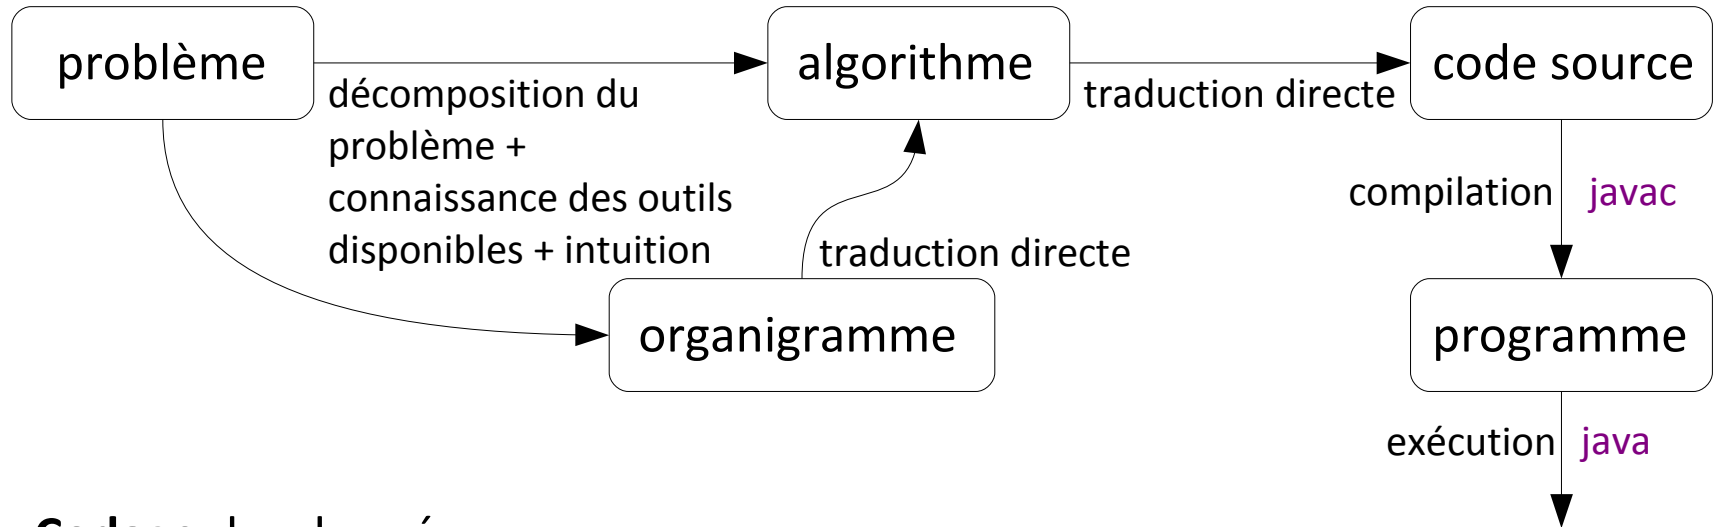 problème
algorithme
code source
décomposition du
problème +
connaissance des outils
disponibles + intuition
traduction directe
traduction directe
compilation
javac
organigramme
programme
exécution
java